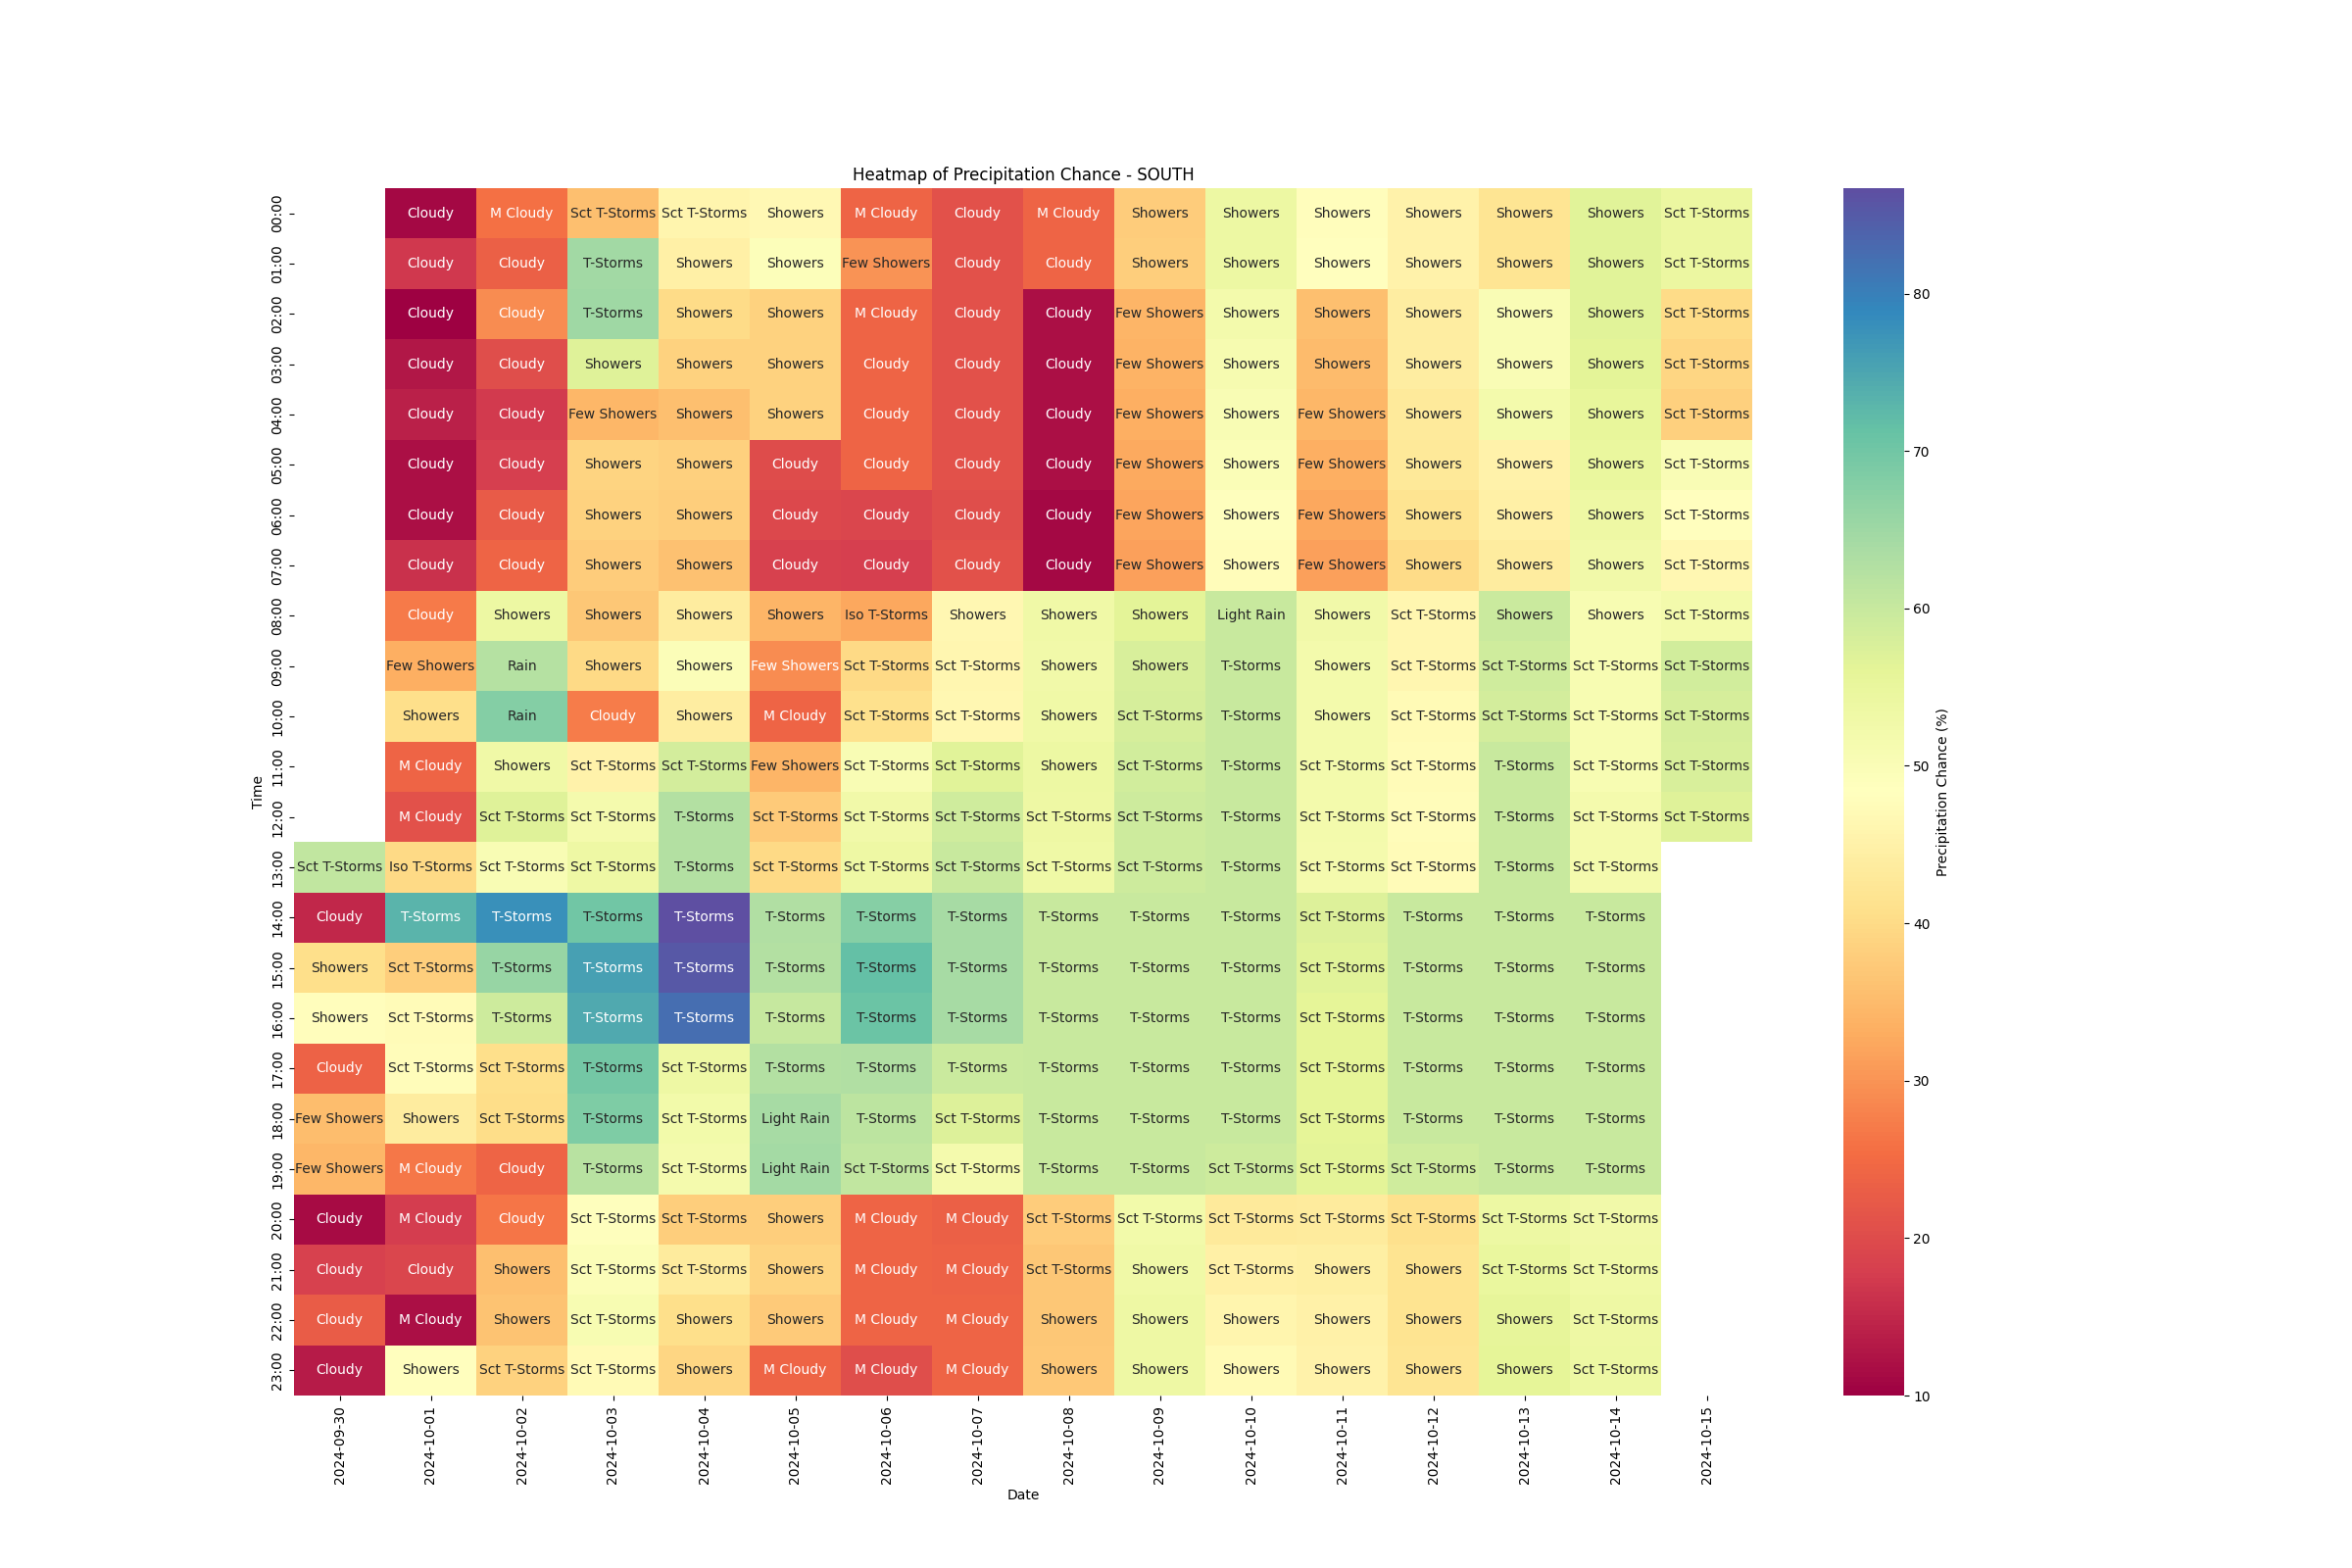 Heatmap of Precipitation Chance - SOUTH
00:00 Cloudy M Cloudy Sct T-Storms Sct T-Storms Showers M Cloudy Cloudy M Cloudy Showers Showers Showers Showers Showers Showers Sct T-Storms
01:00 Cloudy Cloudy T-Storms Showers Showers Few Showers Cloudy Cloudy Showers Showers Showers Showers Showers Showers Sct T-Storms
02:00 Cloudy Cloudy T-Storms Showers Showers M Cloudy Cloudy Cloudy Few Showers Showers Showers Showers Showers Showers Sct T-Storms
03:00 Cloudy Cloudy Showers Showers Showers Cloudy Cloudy Cloudy Few Showers Showers Showers Showers Showers Showers Sct T-Storms
04:00 Cloudy Cloudy Few Showers Showers Showers Cloudy Cloudy Cloudy Few Showers Showers Few Showers Showers Showers Showers Sct T-Storms
05:00 Cloudy Cloudy Showers Showers Cloudy Cloudy Cloudy Cloudy Few Showers Showers Few Showers Showers Showers Showers Sct T-Storms
06:00 Cloudy Cloudy Showers Showers Cloudy Cloudy Cloudy Cloudy Few Showers Showers Few Showers Showers Showers Showers Sct T-Storms
07:00 Cloudy Cloudy Showers Showers Cloudy Cloudy Cloudy Cloudy Few Showers Showers Few Showers Showers Showers Showers Sct T-Storms
08:00 Cloudy Showers Showers Showers Showers Iso T-Storms Showers Showers Showers Light Rain Showers Sct T-Storms Showers Showers Sct T-Storms
09:00 Few Showers Rain Showers Showers Few Showers Sct T-Storms Sct T-Storms Showers Showers T-Storms Showers Sct T-Storms Sct T-Storms Sct T-Storms Sct T-Storms
10:00 Showers Rain Cloudy Showers M Cloudy Sct T-Storms Sct T-Storms Showers Sct T-Storms T-Storms Showers Sct T-Storms Sct T-Storms Sct T-Storms Sct T-Storms
11:00 M Cloudy Showers Sct T-Storms Sct T-Storms Few Showers Sct T-Storms Sct T-Storms Showers Sct T-Storms T-Storms Sct T-Storms Sct T-Storms T-Storms Sct T-Storms Sct T-Storms
12:00 M Cloudy Sct T-Storms Sct T-Storms T-Storms Sct T-Storms Sct T-Storms Sct T-Storms Sct T-Storms Sct T-Storms T-Storms Sct T-Storms Sct T-Storms T-Storms Sct T-Storms Sct T-Storms
13:00 Sct T-Storms Iso T-Storms Sct T-Storms Sct T-Storms T-Storms Sct T-Storms Sct T-Storms Sct T-Storms Sct T-Storms Sct T-Storms T-Storms Sct T-Storms Sct T-Storms T-Storms Sct T-Storms
14:00 Cloudy T-Storms T-Storms T-Storms T-Storms T-Storms T-Storms T-Storms T-Storms T-Storms T-Storms Sct T-Storms T-Storms T-Storms T-Storms
15:00 Showers Sct T-Storms T-Storms T-Storms T-Storms T-Storms T-Storms T-Storms T-Storms T-Storms T-Storms Sct T-Storms T-Storms T-Storms T-Storms
16:00 Showers Sct T-Storms T-Storms T-Storms T-Storms T-Storms T-Storms T-Storms T-Storms T-Storms T-Storms Sct T-Storms T-Storms T-Storms T-Storms
17:00 Cloudy Sct T-Storms Sct T-Storms T-Storms Sct T-Storms T-Storms T-Storms T-Storms T-Storms T-Storms T-Storms Sct T-Storms T-Storms T-Storms T-Storms
18:00 Few Showers Showers Sct T-Storms T-Storms Sct T-Storms Light Rain T-Storms Sct T-Storms T-Storms T-Storms T-Storms Sct T-Storms T-Storms T-Storms T-Storms
19:00 Few Showers M Cloudy Cloudy T-Storms Sct T-Storms Light Rain Sct T-Storms Sct T-Storms T-Storms T-Storms Sct T-Storms Sct T-Storms Sct T-Storms T-Storms T-Storms
20:00 Cloudy M Cloudy Cloudy Sct T-Storms Sct T-Storms Showers M Cloudy M Cloudy Sct T-Storms Sct T-Storms Sct T-Storms Sct T-Storms Sct T-Storms Sct T-Storms Sct T-Storms
21:00 Cloudy Cloudy Showers Sct T-Storms Sct T-Storms Showers M Cloudy M Cloudy Sct T-Storms Showers Sct T-Storms Showers Showers Sct T-Storms Sct T-Storms
22:00 Cloudy M Cloudy Showers Sct T-Storms Showers Showers M Cloudy M Cloudy Showers Showers Showers Showers Showers Showers Sct T-Storms
23:00 Cloudy Showers Sct T-Storms Sct T-Storms Showers M Cloudy M Cloudy M Cloudy Showers Showers Showers Showers Showers Showers Sct T-Storms
Time
2024-09-30 2024-10-01 2024-10-02 2024-10-03 2024-10-04 2024-10-05 2024-10-06 2024-10-07 2024-10-08 2024-10-09 2024-10-10 2024-10-11 2024-10-12 2024-10-13 2024-10-14 2024-10-15
Date
80
70
60
50
40
30
20
10
Precipitation Chance (%)